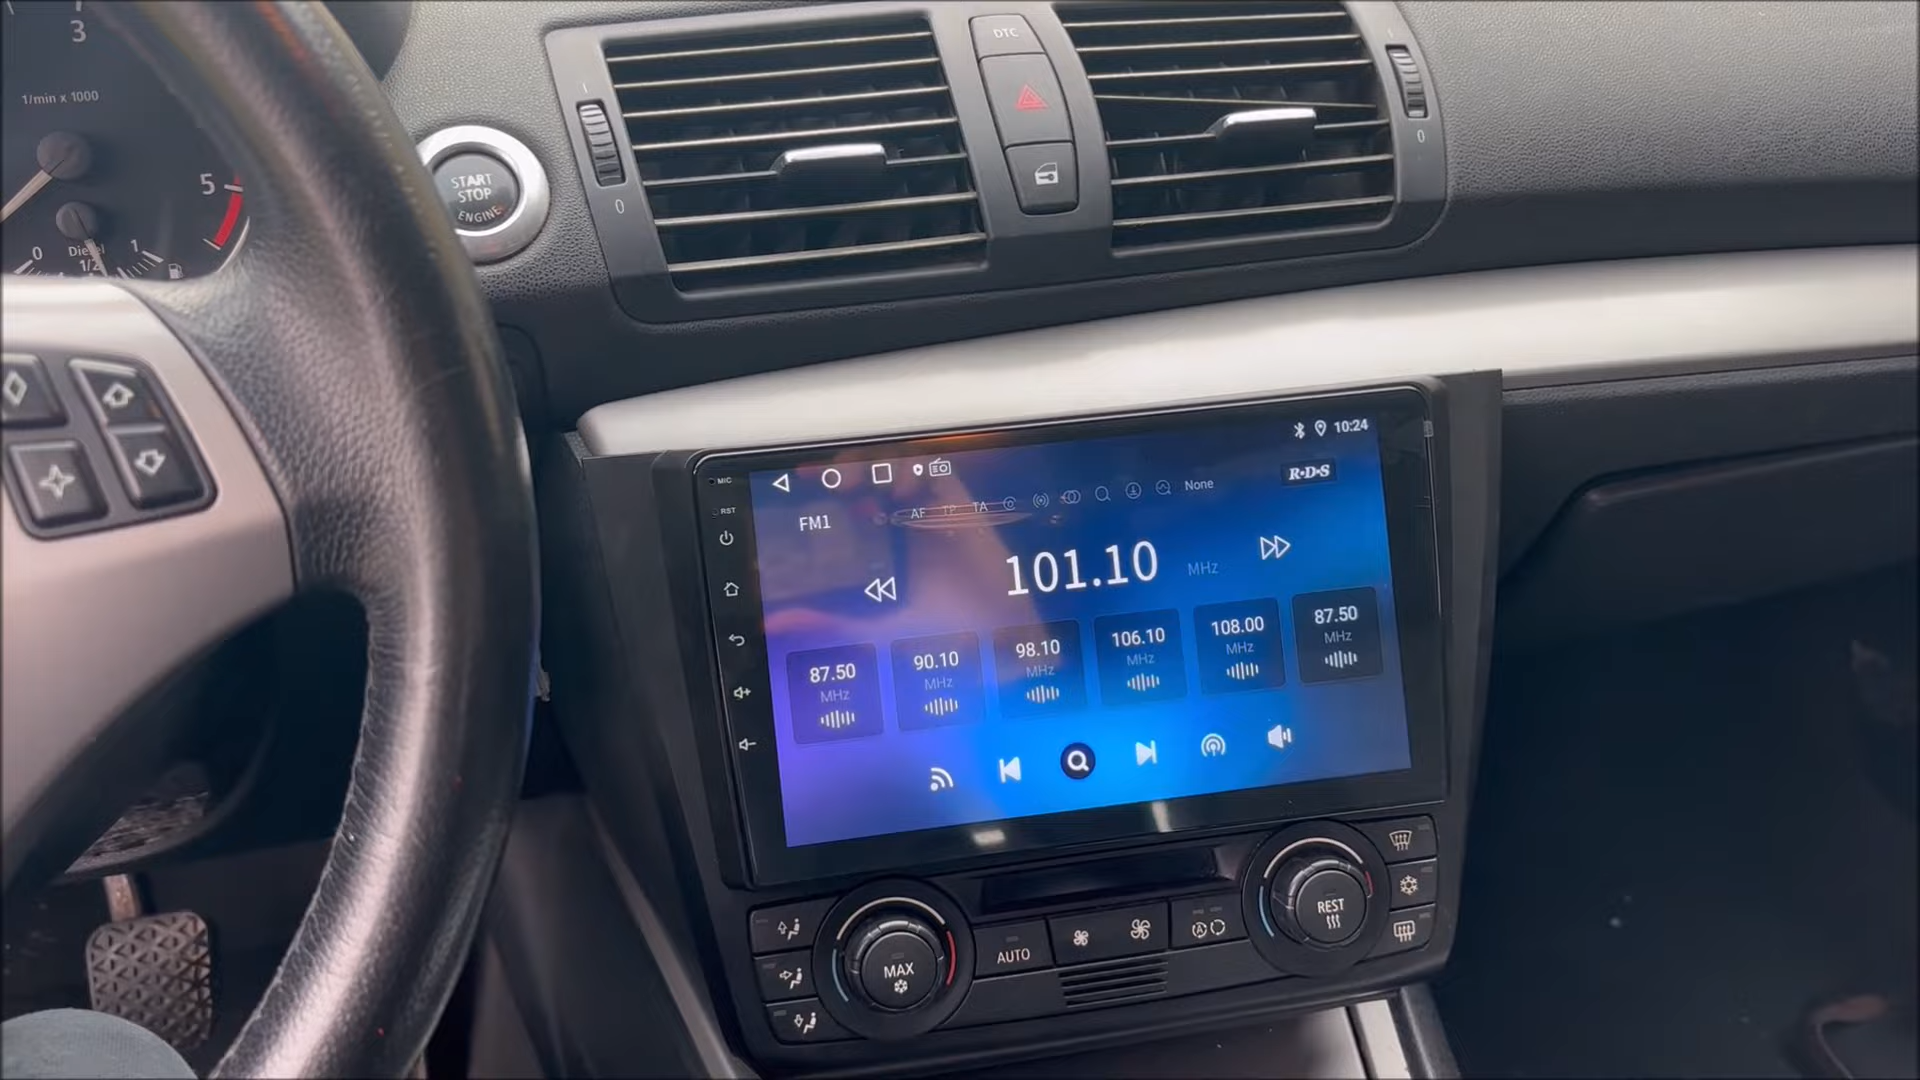 3
1/min x 1000
5
0
Diesel
1/2
1
START
STOP
ENGINE
0
DTC
0
MIC
RST
10:24
FM1
AF TP TA
None
R·D·S
101.10 MHz
87.50
MHz
90.10
MHz
98.10
MHz
106.10
MHz
108.00
MHz
87.50
MHz
MAX
AUTO
A
REST